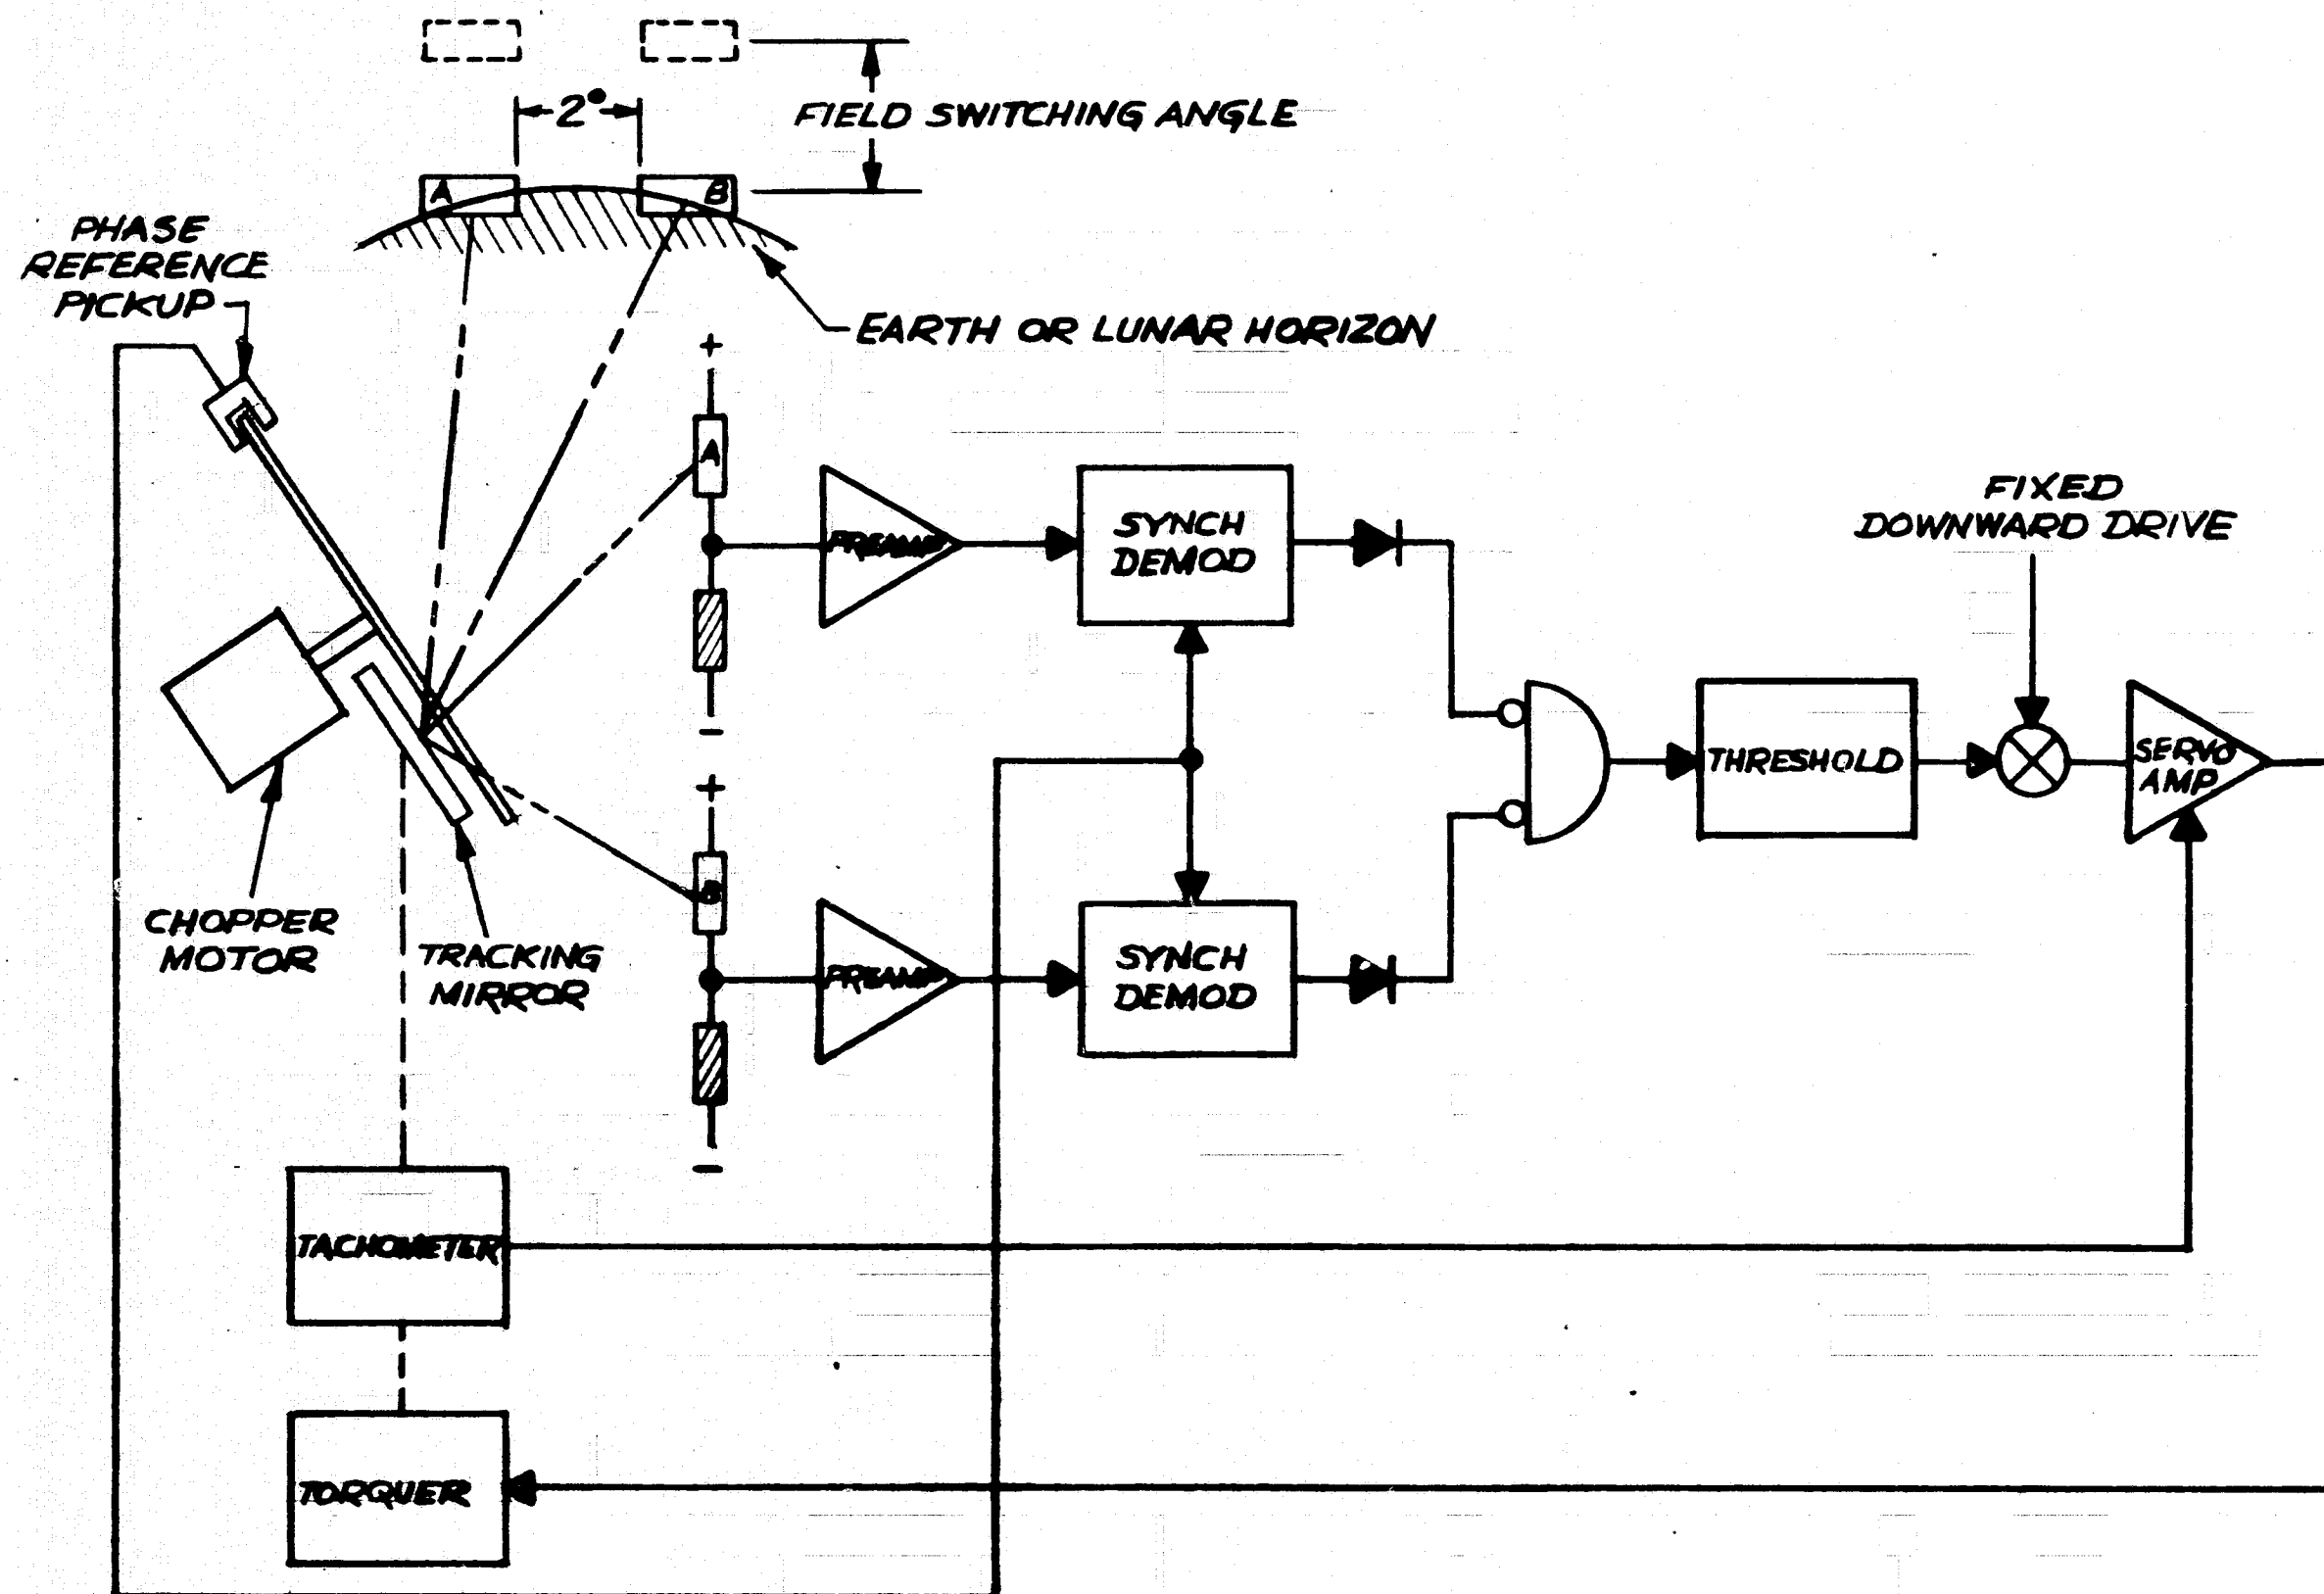 2°
FIELD SWITCHING ANGLE
A
B
PHASE
REFERENCE
PICKUP
EARTH OR LUNAR HORIZON
+
A
PREAMP
SYNCH
DEMOD
FIXED
DOWNWARD DRIVE
-
+
THRESHOLD
SERVO
AMP
B
CHOPPER
MOTOR
TRACKING
MIRROR
PREAMP
SYNCH
DEMOD
-
TACHOMETER
TORQUER